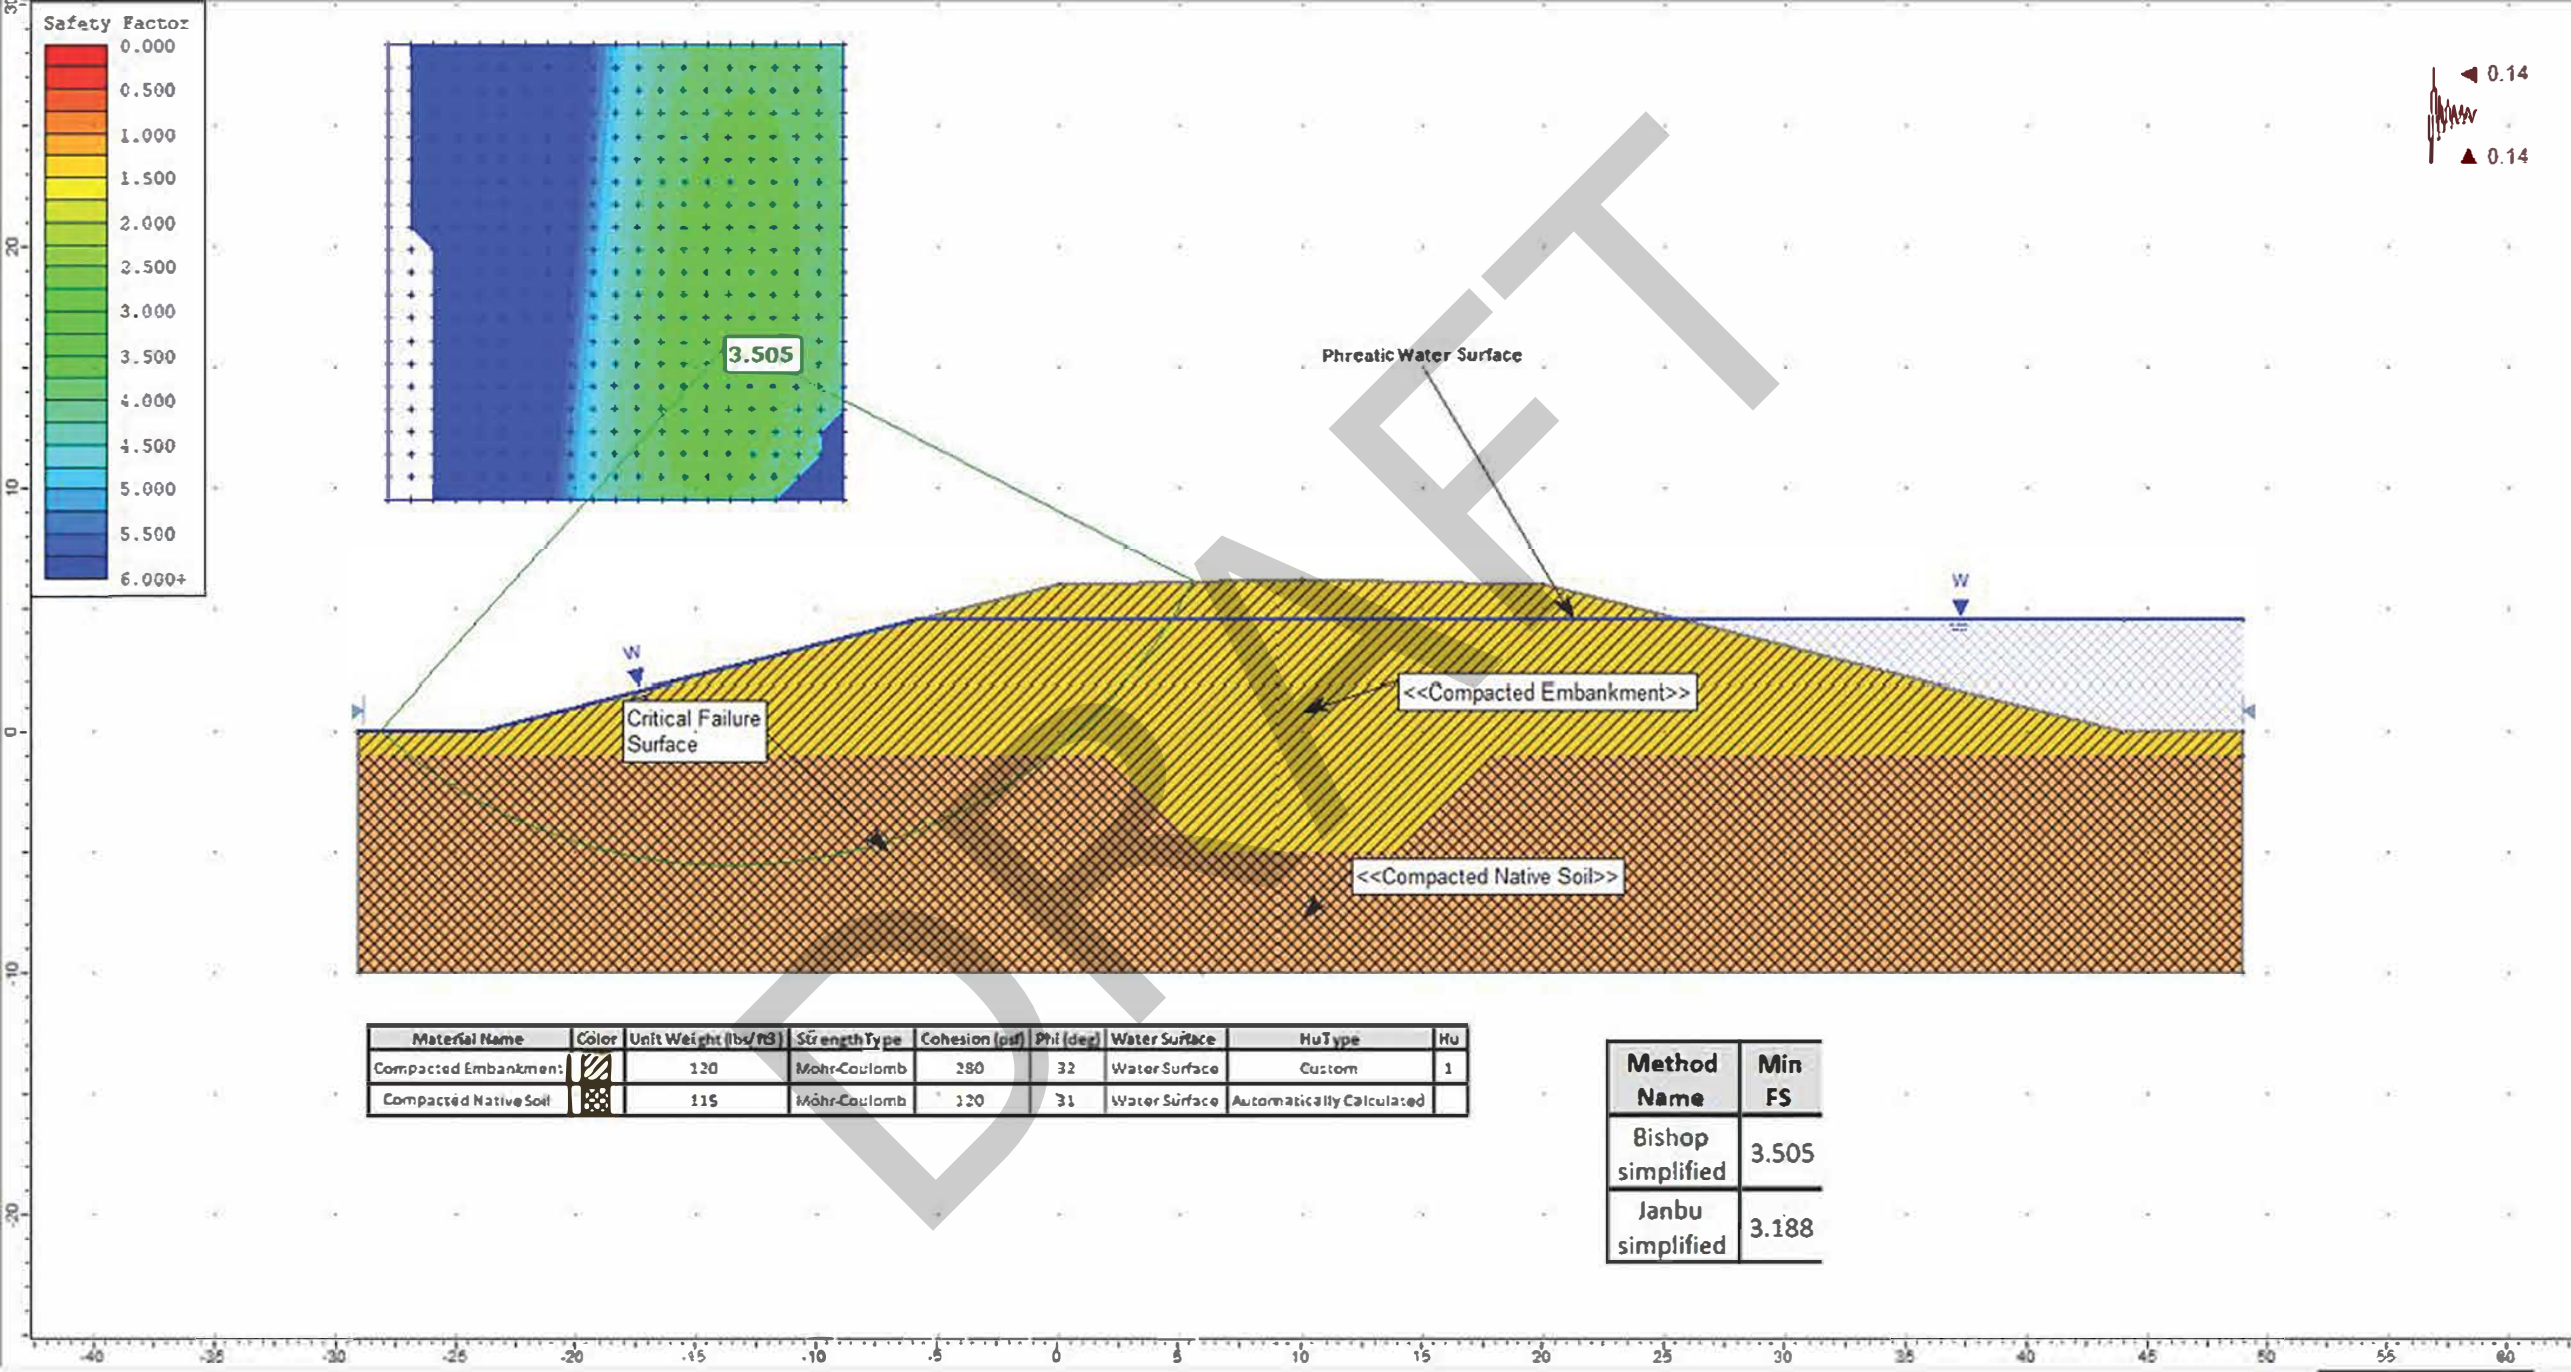 Safety Factor
0.000
0.500
1.000
1.500
2.000
2.500
3.000
3.500
4.000
4.500
5.000
5.500
6.000+
30
20
10
0
-10
-20
3.505
0.14
0.14
Phreatic Water Surface
W
W
<<Compacted Embankment>>
Critical Failure
Surface
<<Compacted Native Soil>>
DRAFT
Material Name Color Unit Weight (lbs/ft3) Strength Type Cohesion (psf) Phi (deg) Water Surface Hu Type Hu
Compacted Embankment 120 Mohr-Coulomb 280 32 Water Surface Custom 1
Compacted Native Soil 115 Mohr-Coulomb 120 31 Water Surface Automatically Calculated
Method Name Min FS
Bishop simplified 3.505
Janbu simplified 3.188
-40 -35 -30 -25 -20 -15 -10 -5 0 5 10 15 20 25 30 35 40 45 50 55 60